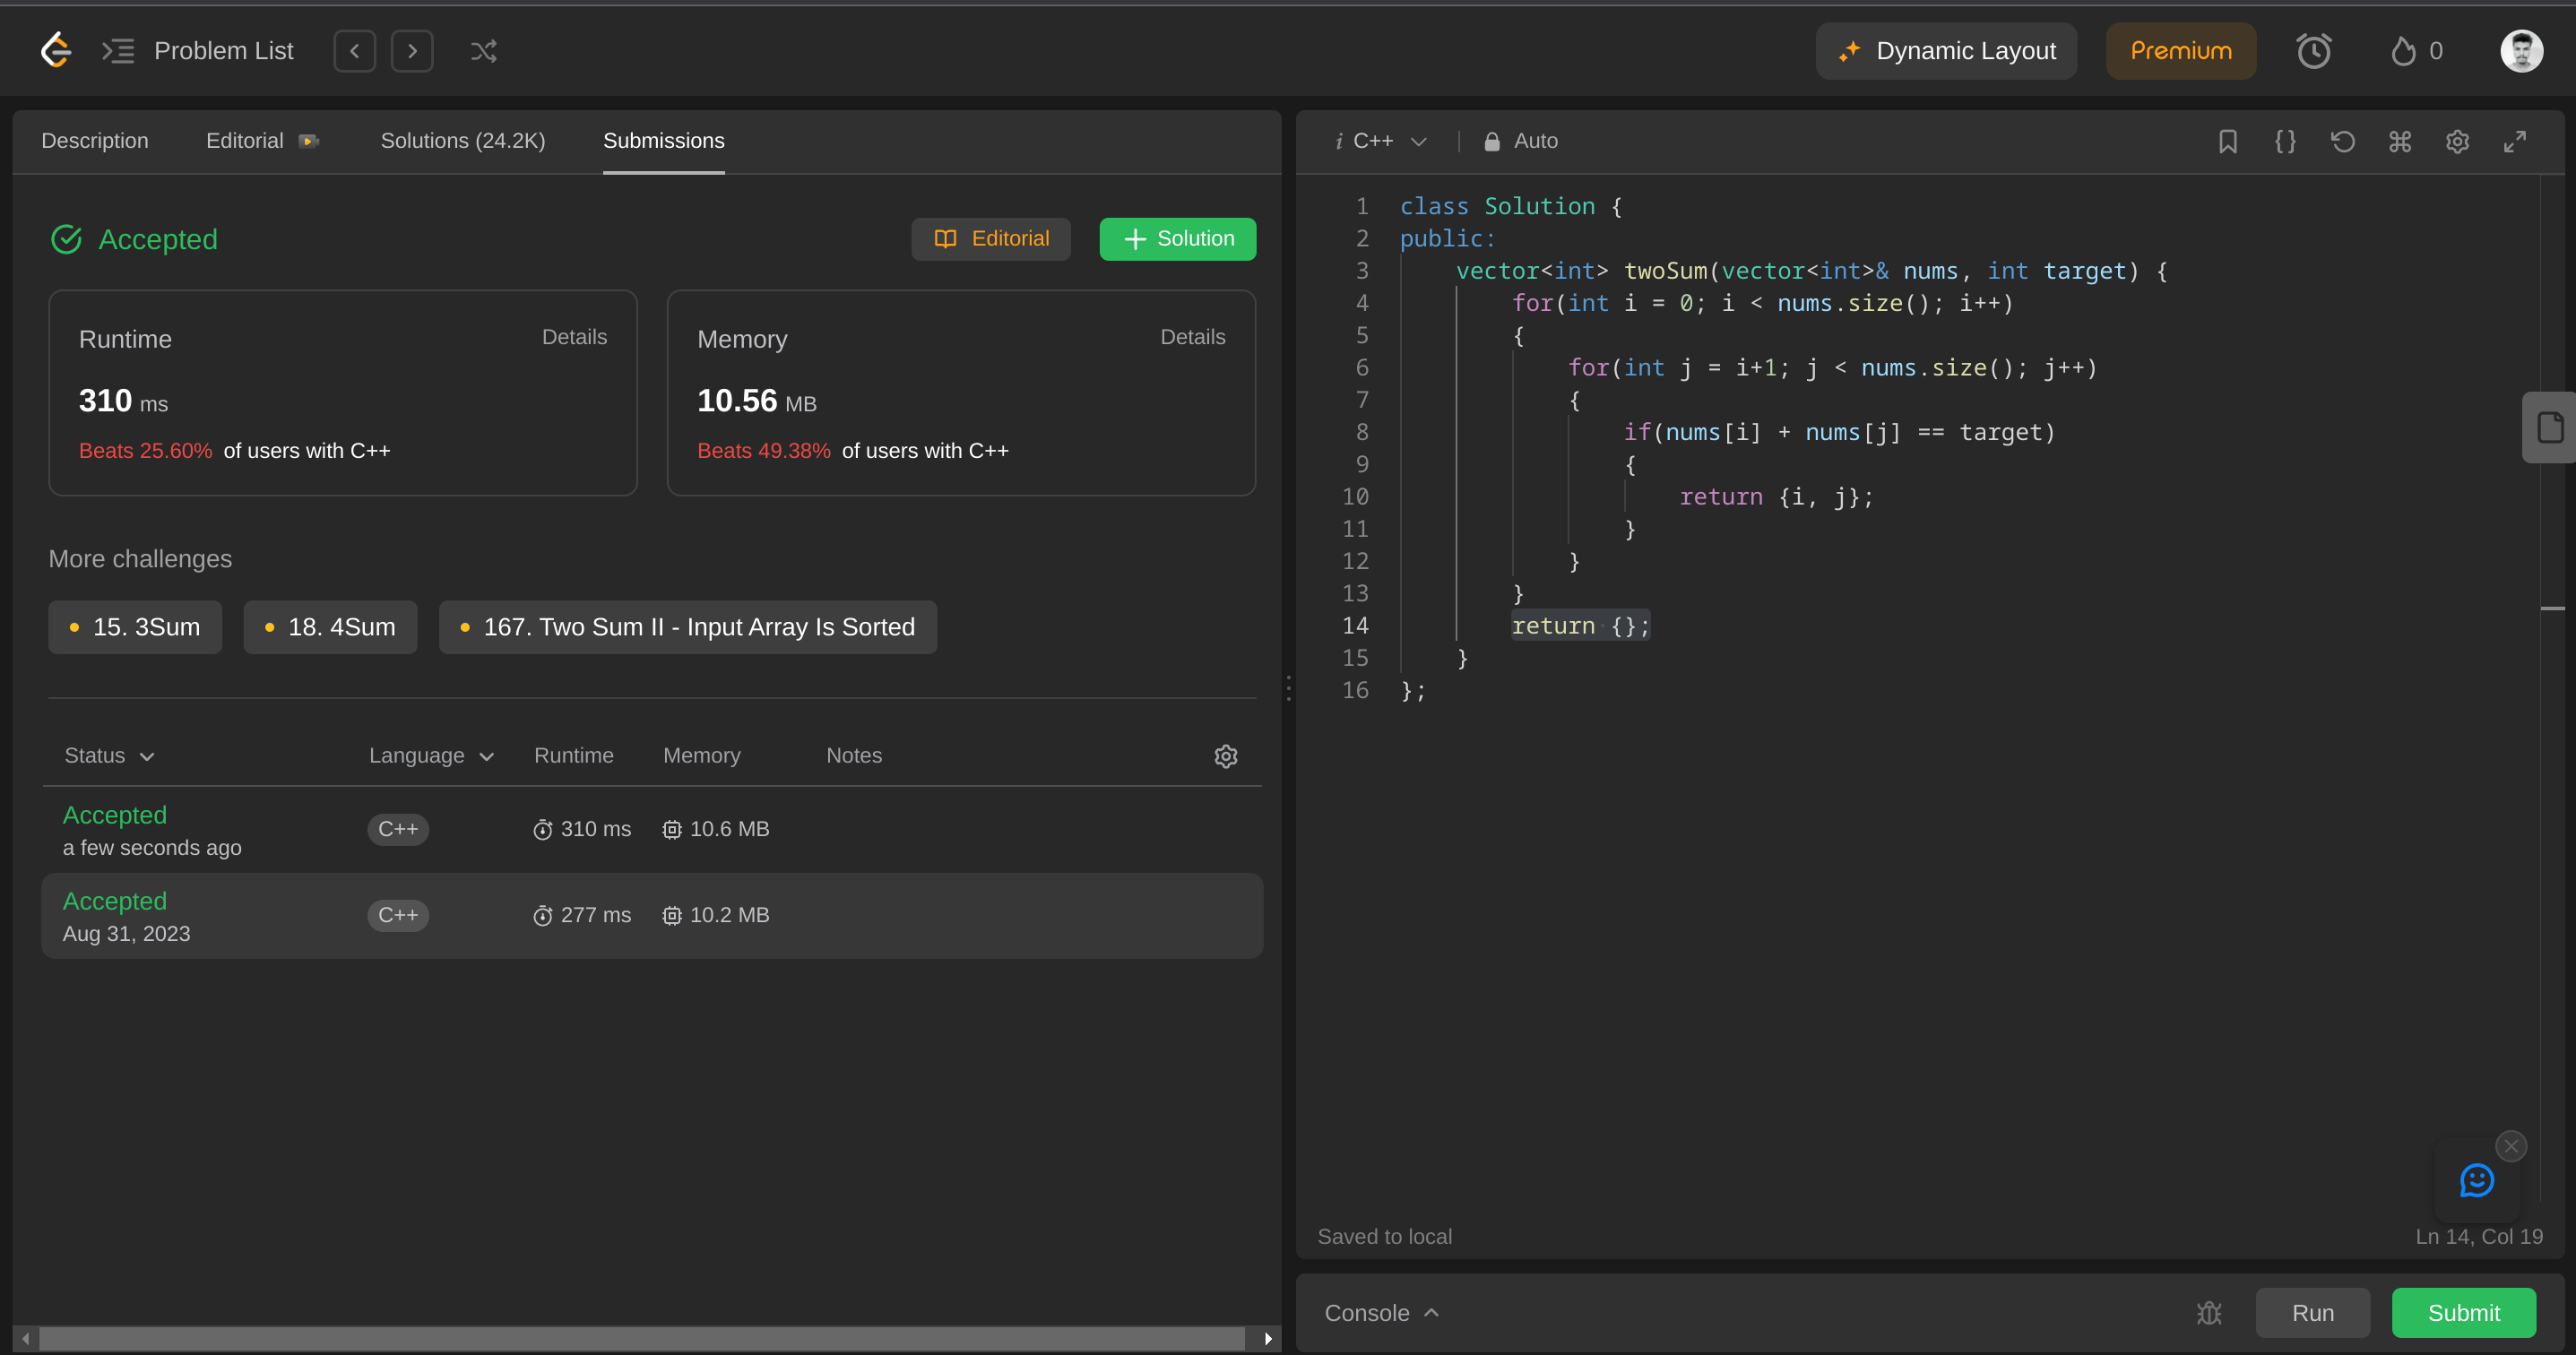 Problem List
Dynamic Layout
Premium
0
Description Editorial Solutions (24.2K) Submissions
Accepted
Editorial
Solution
Runtime Details
310 ms
Beats 25.60% of users with C++
Memory Details
10.56 MB
Beats 49.38% of users with C++
More challenges
15. 3Sum
18. 4Sum
167. Two Sum II - Input Array Is Sorted
Status Language Runtime Memory Notes
Accepted
a few seconds ago
C++ 310 ms 10.6 MB
Accepted
Aug 31, 2023
C++ 277 ms 10.2 MB
i C++ Auto
1 class Solution {
2 public:
3     vector<int> twoSum(vector<int>& nums, int target) {
4         for(int i = 0; i < nums.size(); i++)
5         {
6             for(int j = i+1; j < nums.size(); j++)
7             {
8                 if(nums[i] + nums[j] == target)
9                 {
10                     return {i, j};
11                 }
12             }
13         }
14         return {};
15     }
16 };
Saved to local
Ln 14, Col 19
Console
Run
Submit